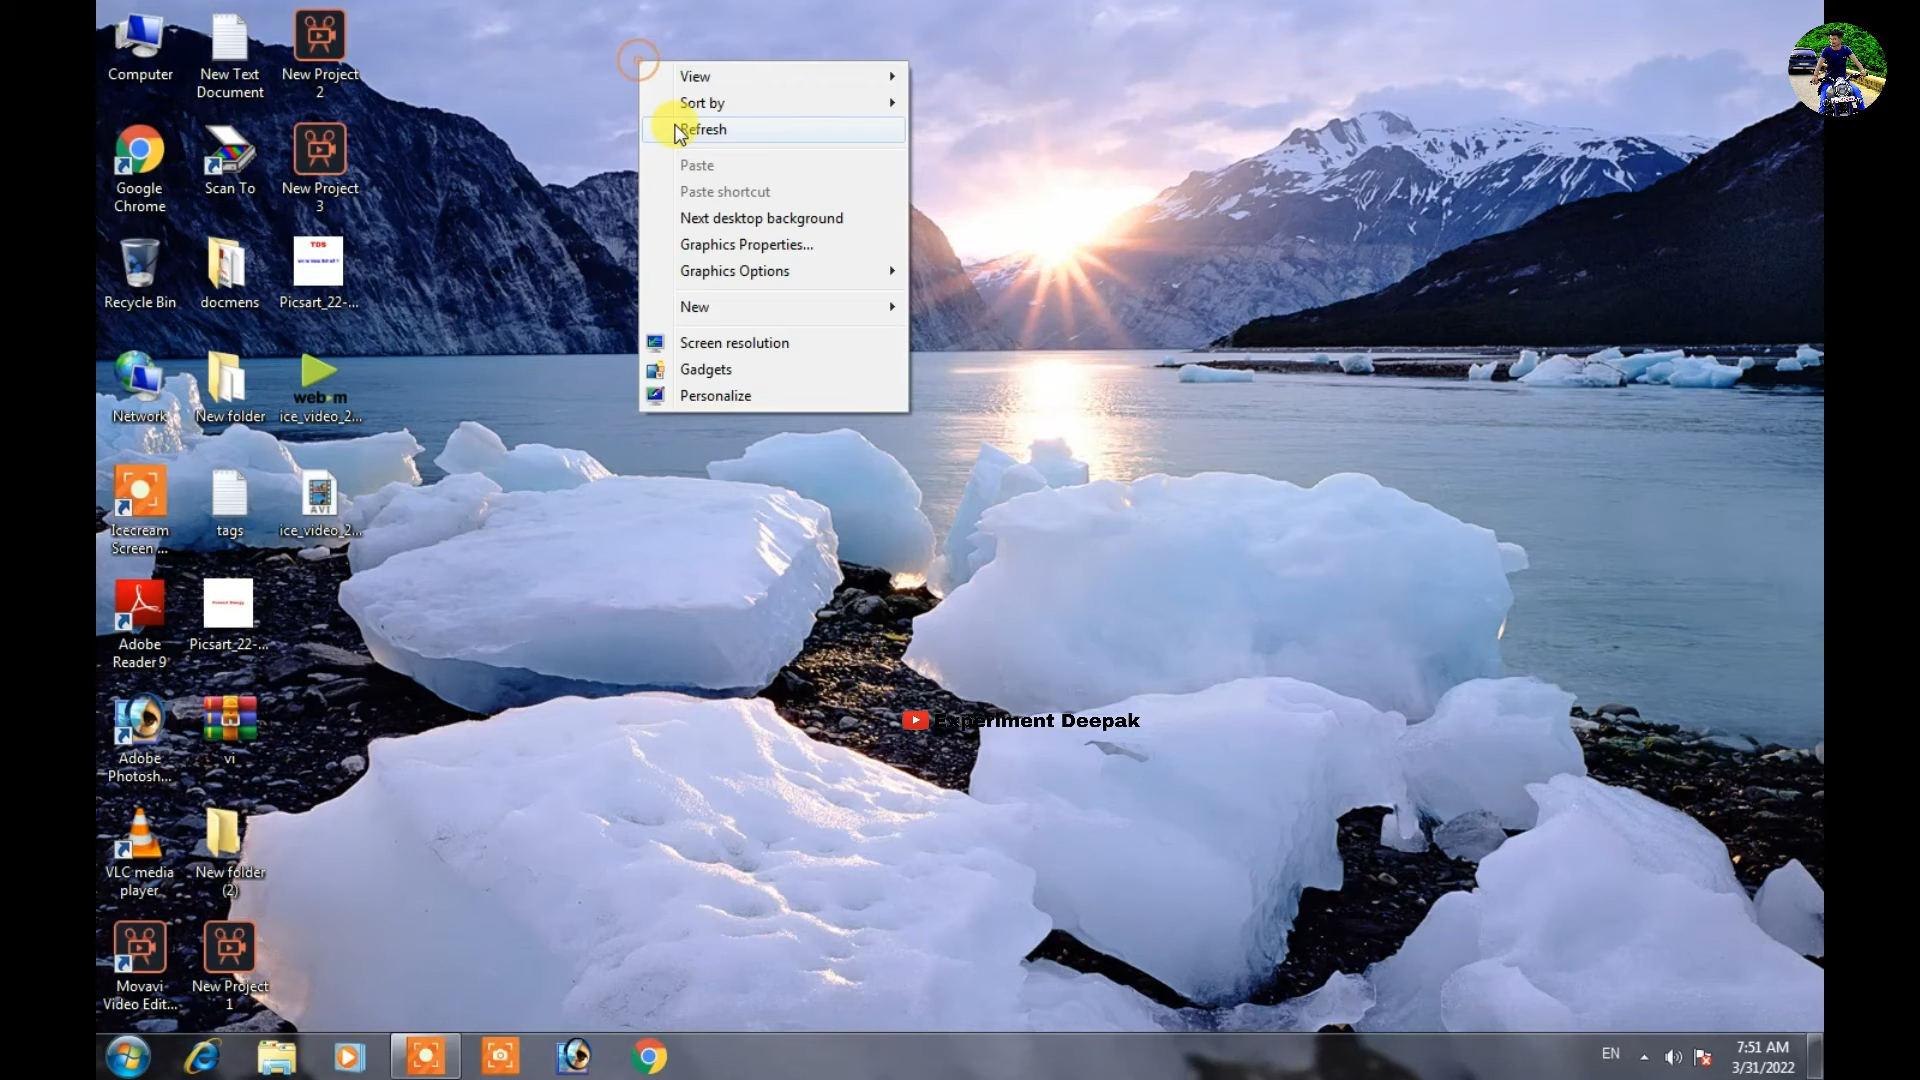 Computer
New Text
Document
New Project
2
Google
Chrome
Scan To
New Project
3
Recycle Bin
docmens
TDS
Picsart_22-...
Network
New folder
web m
ice_video_2...
Icecream
Screen ...
tags
AVI
ice_video_2...
Adobe
Reader 9
Picsart_22-...
Adobe
Photosh...
vi
VLC media
player
New folder
(2)
Movavi
Video Edit...
New Project
1
View
Sort by
Refresh
Paste
Paste shortcut
Next desktop background
Graphics Properties...
Graphics Options
New
Screen resolution
Gadgets
Personalize
Experiment Deepak
EN
7:51 AM
3/31/2022